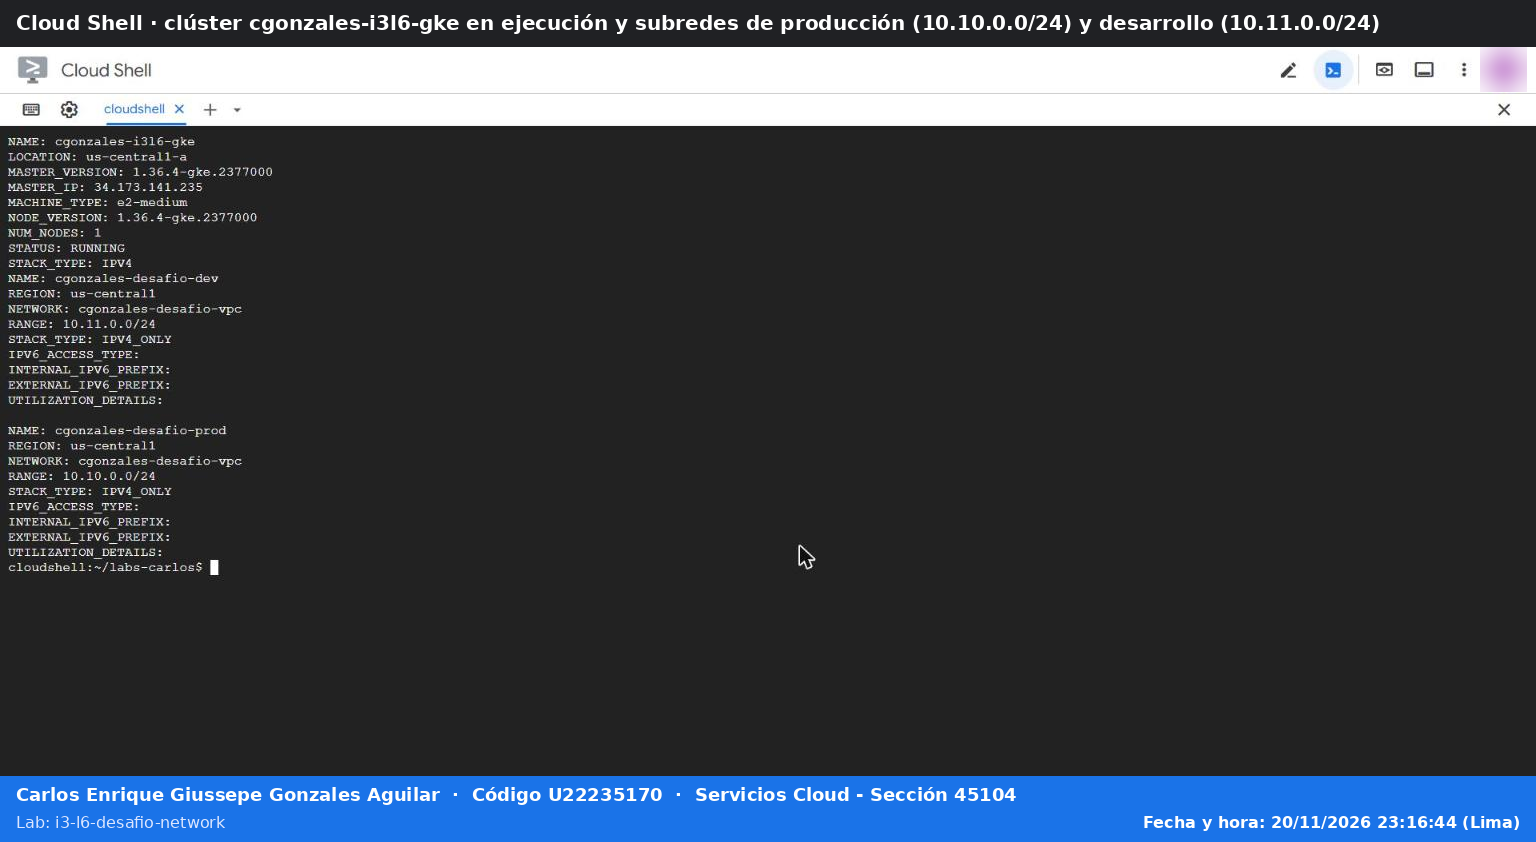 Cloud Shell · clúster cgonzales-i3l6-gke en ejecución y subredes de producción (10.10.0.0/24) y desarrollo (10.11.0.0/24)
Cloud Shell
cloudshell
NAME: cgonzales-i3l6-gke
LOCATION: us-central1-a
MASTER_VERSION: 1.36.4-gke.2377000
MASTER_IP: 34.173.141.235
MACHINE_TYPE: e2-medium
NODE_VERSION: 1.36.4-gke.2377000
NUM_NODES: 1
STATUS: RUNNING
STACK_TYPE: IPV4
NAME: cgonzales-desafio-dev
REGION: us-central1
NETWORK: cgonzales-desafio-vpc
RANGE: 10.11.0.0/24
STACK_TYPE: IPV4_ONLY
IPV6_ACCESS_TYPE:
INTERNAL_IPV6_PREFIX:
EXTERNAL_IPV6_PREFIX:
UTILIZATION_DETAILS:
NAME: cgonzales-desafio-prod
REGION: us-central1
NETWORK: cgonzales-desafio-vpc
RANGE: 10.10.0.0/24
STACK_TYPE: IPV4_ONLY
IPV6_ACCESS_TYPE:
INTERNAL_IPV6_PREFIX:
EXTERNAL_IPV6_PREFIX:
UTILIZATION_DETAILS:
cloudshell:~/labs-carlos$
Carlos Enrique Giussepe Gonzales Aguilar · Código U22235170 · Servicios Cloud - Sección 45104
Lab: i3-l6-desafio-network
Fecha y hora: 20/11/2026 23:16:44 (Lima)